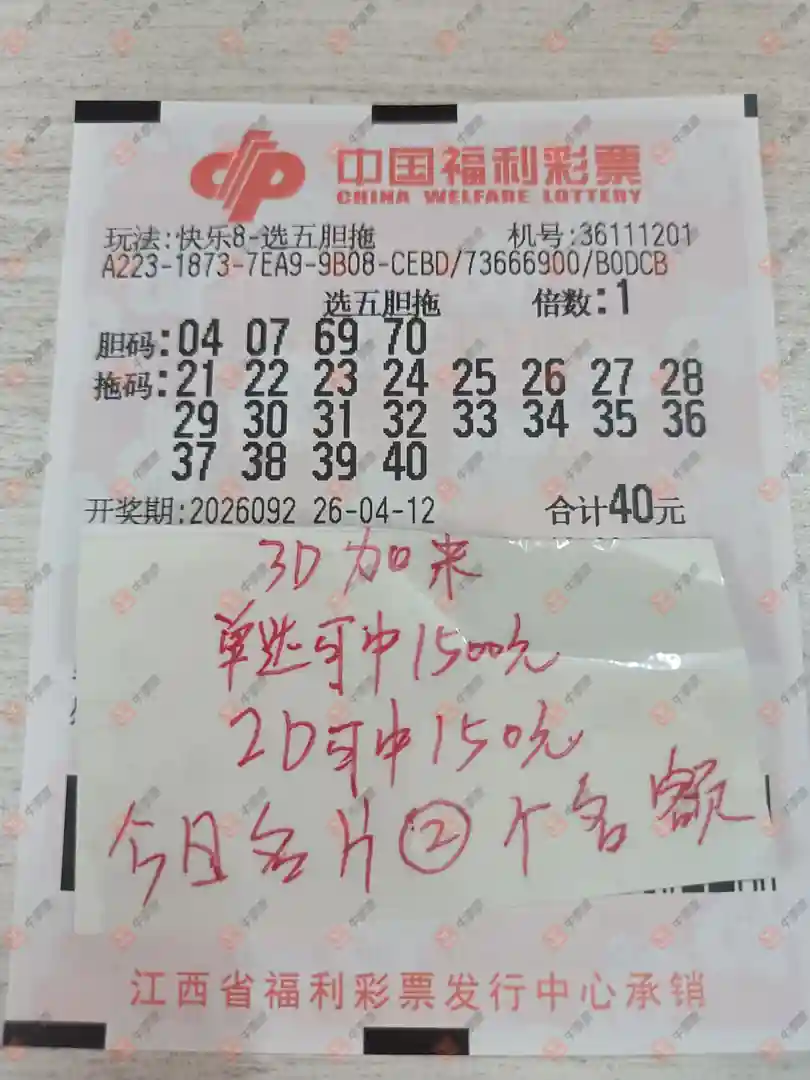 中国福利彩票
CHINA WELFARE LOTTERY
玩法:快乐8-选五胆拖 机号:36111201
A223-1873-7EA9-9B08-CEBD/73666900/B0DCB
选五胆拖 倍数:1
胆码:04 07 69 70
拖码:21 22 23 24 25 26 27 28
29 30 31 32 33 34 35 36
37 38 39 40
开奖期:2026092 26-04-12 合计40元
3D加来
单选可中1500元
2D可中150元
今日名片②个名额
江西省福利彩票发行中心承销